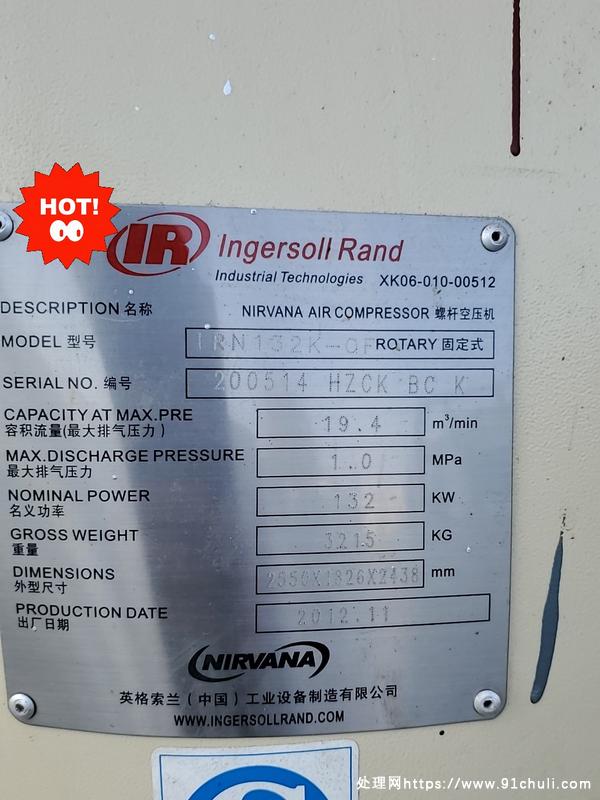 HOT!
IR Ingersoll Rand
Industrial Technologies XK06-010-00512
DESCRIPTION 名称 NIRVANA AIR COMPRESSOR 螺杆空压机
MODEL 型号 IRN132K-OF ROTARY 固定式
SERIAL NO. 编号 200514 HZCK BC K
CAPACITY AT MAX.PRE 19.4 m³/min
容积流量(最大排气压力)
MAX.DISCHARGE PRESSURE 1.0 MPa
最大排气压力
NOMINAL POWER 132 KW
名义功率
GROSS WEIGHT 3215 KG
重量
DIMENSIONS 2550X1826X2438 mm
外型尺寸
PRODUCTION DATE 2012.11
出厂日期
NIRVANA
英格索兰(中国)工业设备制造有限公司
WWW.INGERSOLLRAND.COM
处理网https://www.91chuli.com